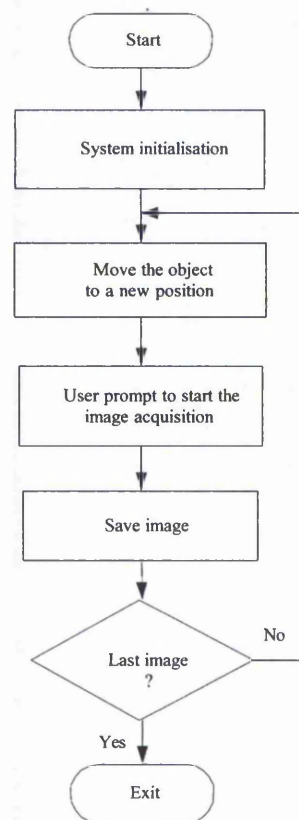 Start
System initialisation
Move the object
to a new position
User prompt to start the
image acquisition
Save image
Last image
?
No
Yes
Exit